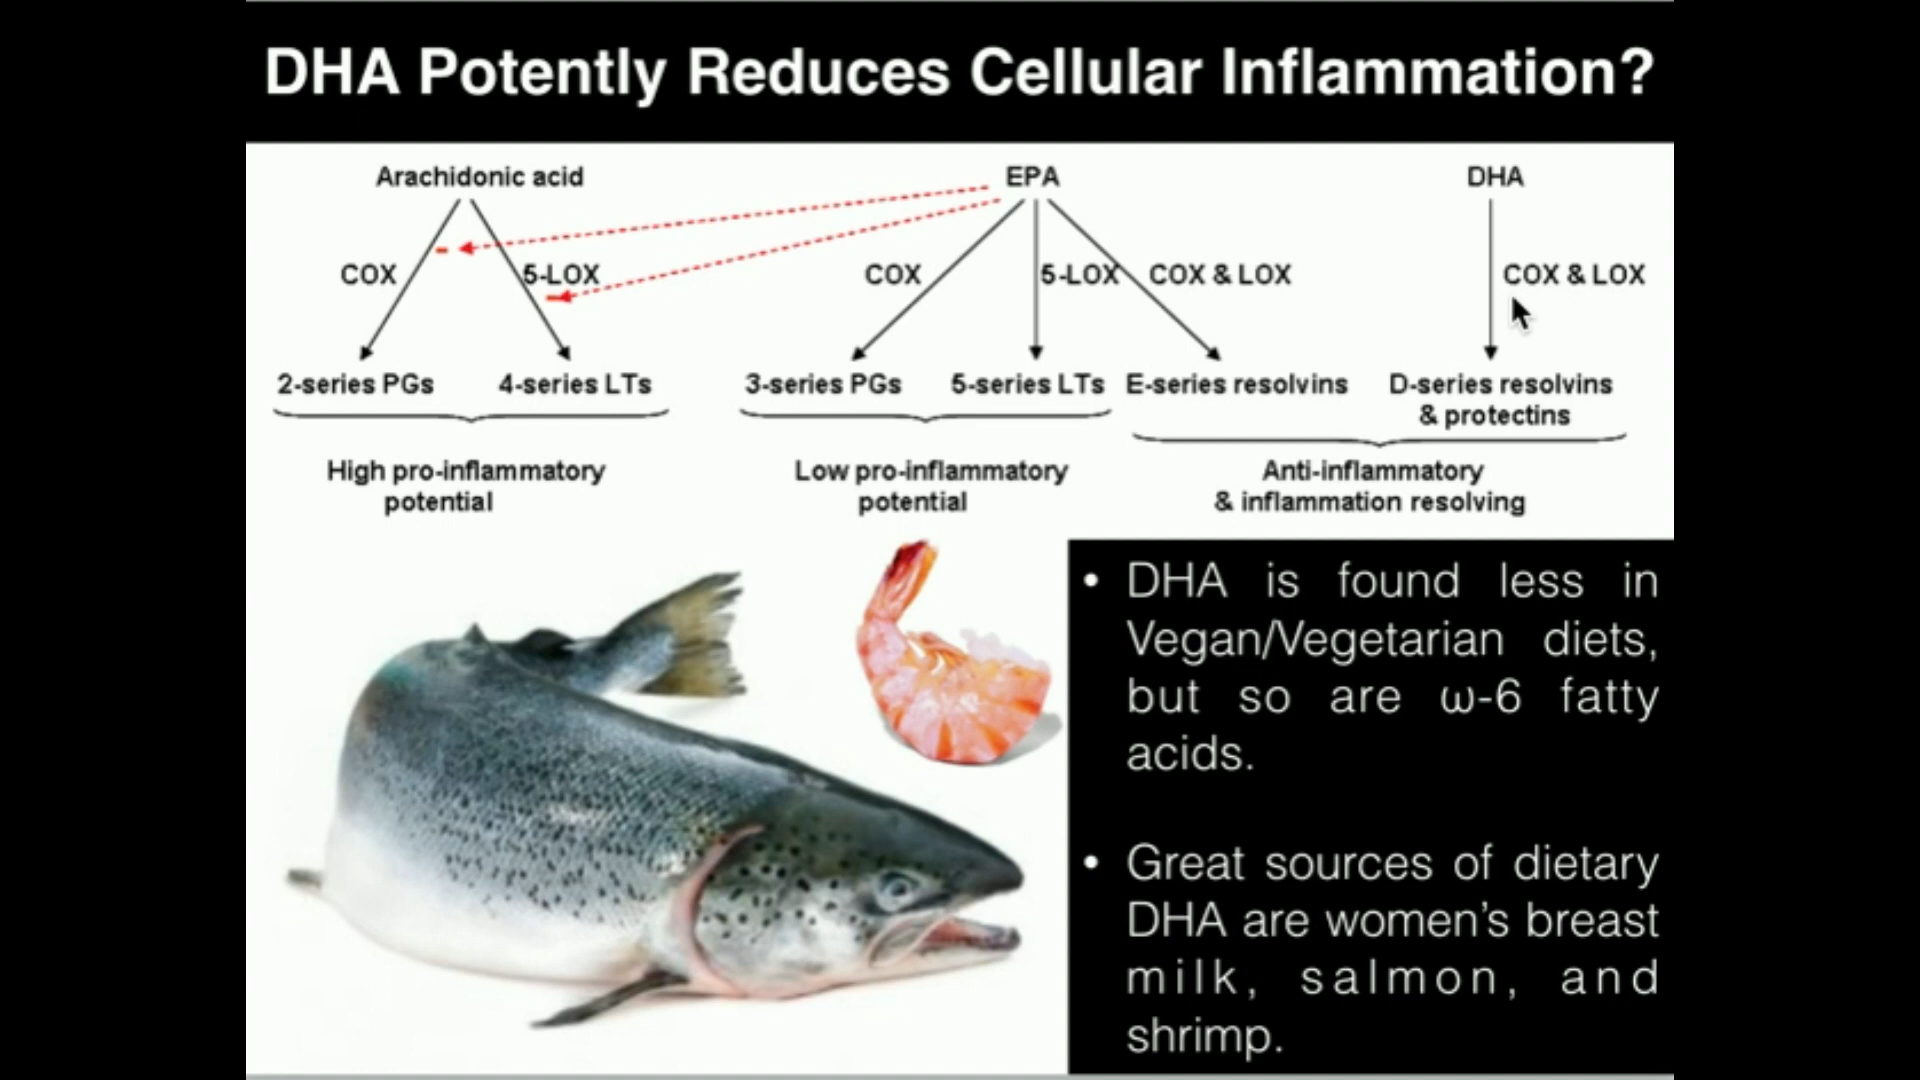 DHA Potently Reduces Cellular Inflammation?
Arachidonic acid
EPA
DHA
COX
5-LOX
COX
5-LOX
COX & LOX
COX & LOX
2-series PGs
4-series LTs
3-series PGs
5-series LTs
E-series resolvins
D-series resolvins
& protectins
High pro-inflammatory
potential
Low pro-inflammatory
potential
Anti-inflammatory
& inflammation resolving
• DHA is found less in
Vegan/Vegetarian diets,
but so are ω-6 fatty
acids.
• Great sources of dietary
DHA are women's breast
milk, salmon, and
shrimp.